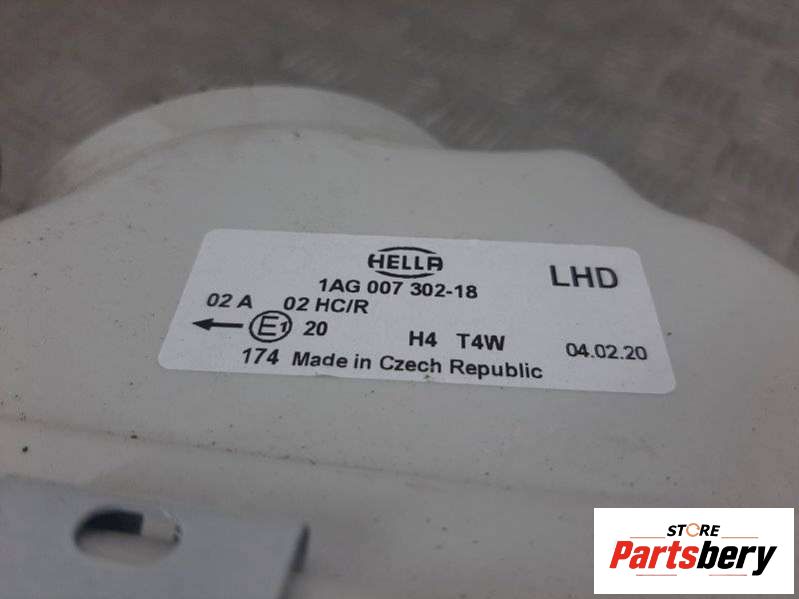 HELLA
LHD
1AG 007 302-18
02 A 02 HC/R
E1 20 H4 T4W 04.02.20
174 Made in Czech Republic
STORE
Partsbery